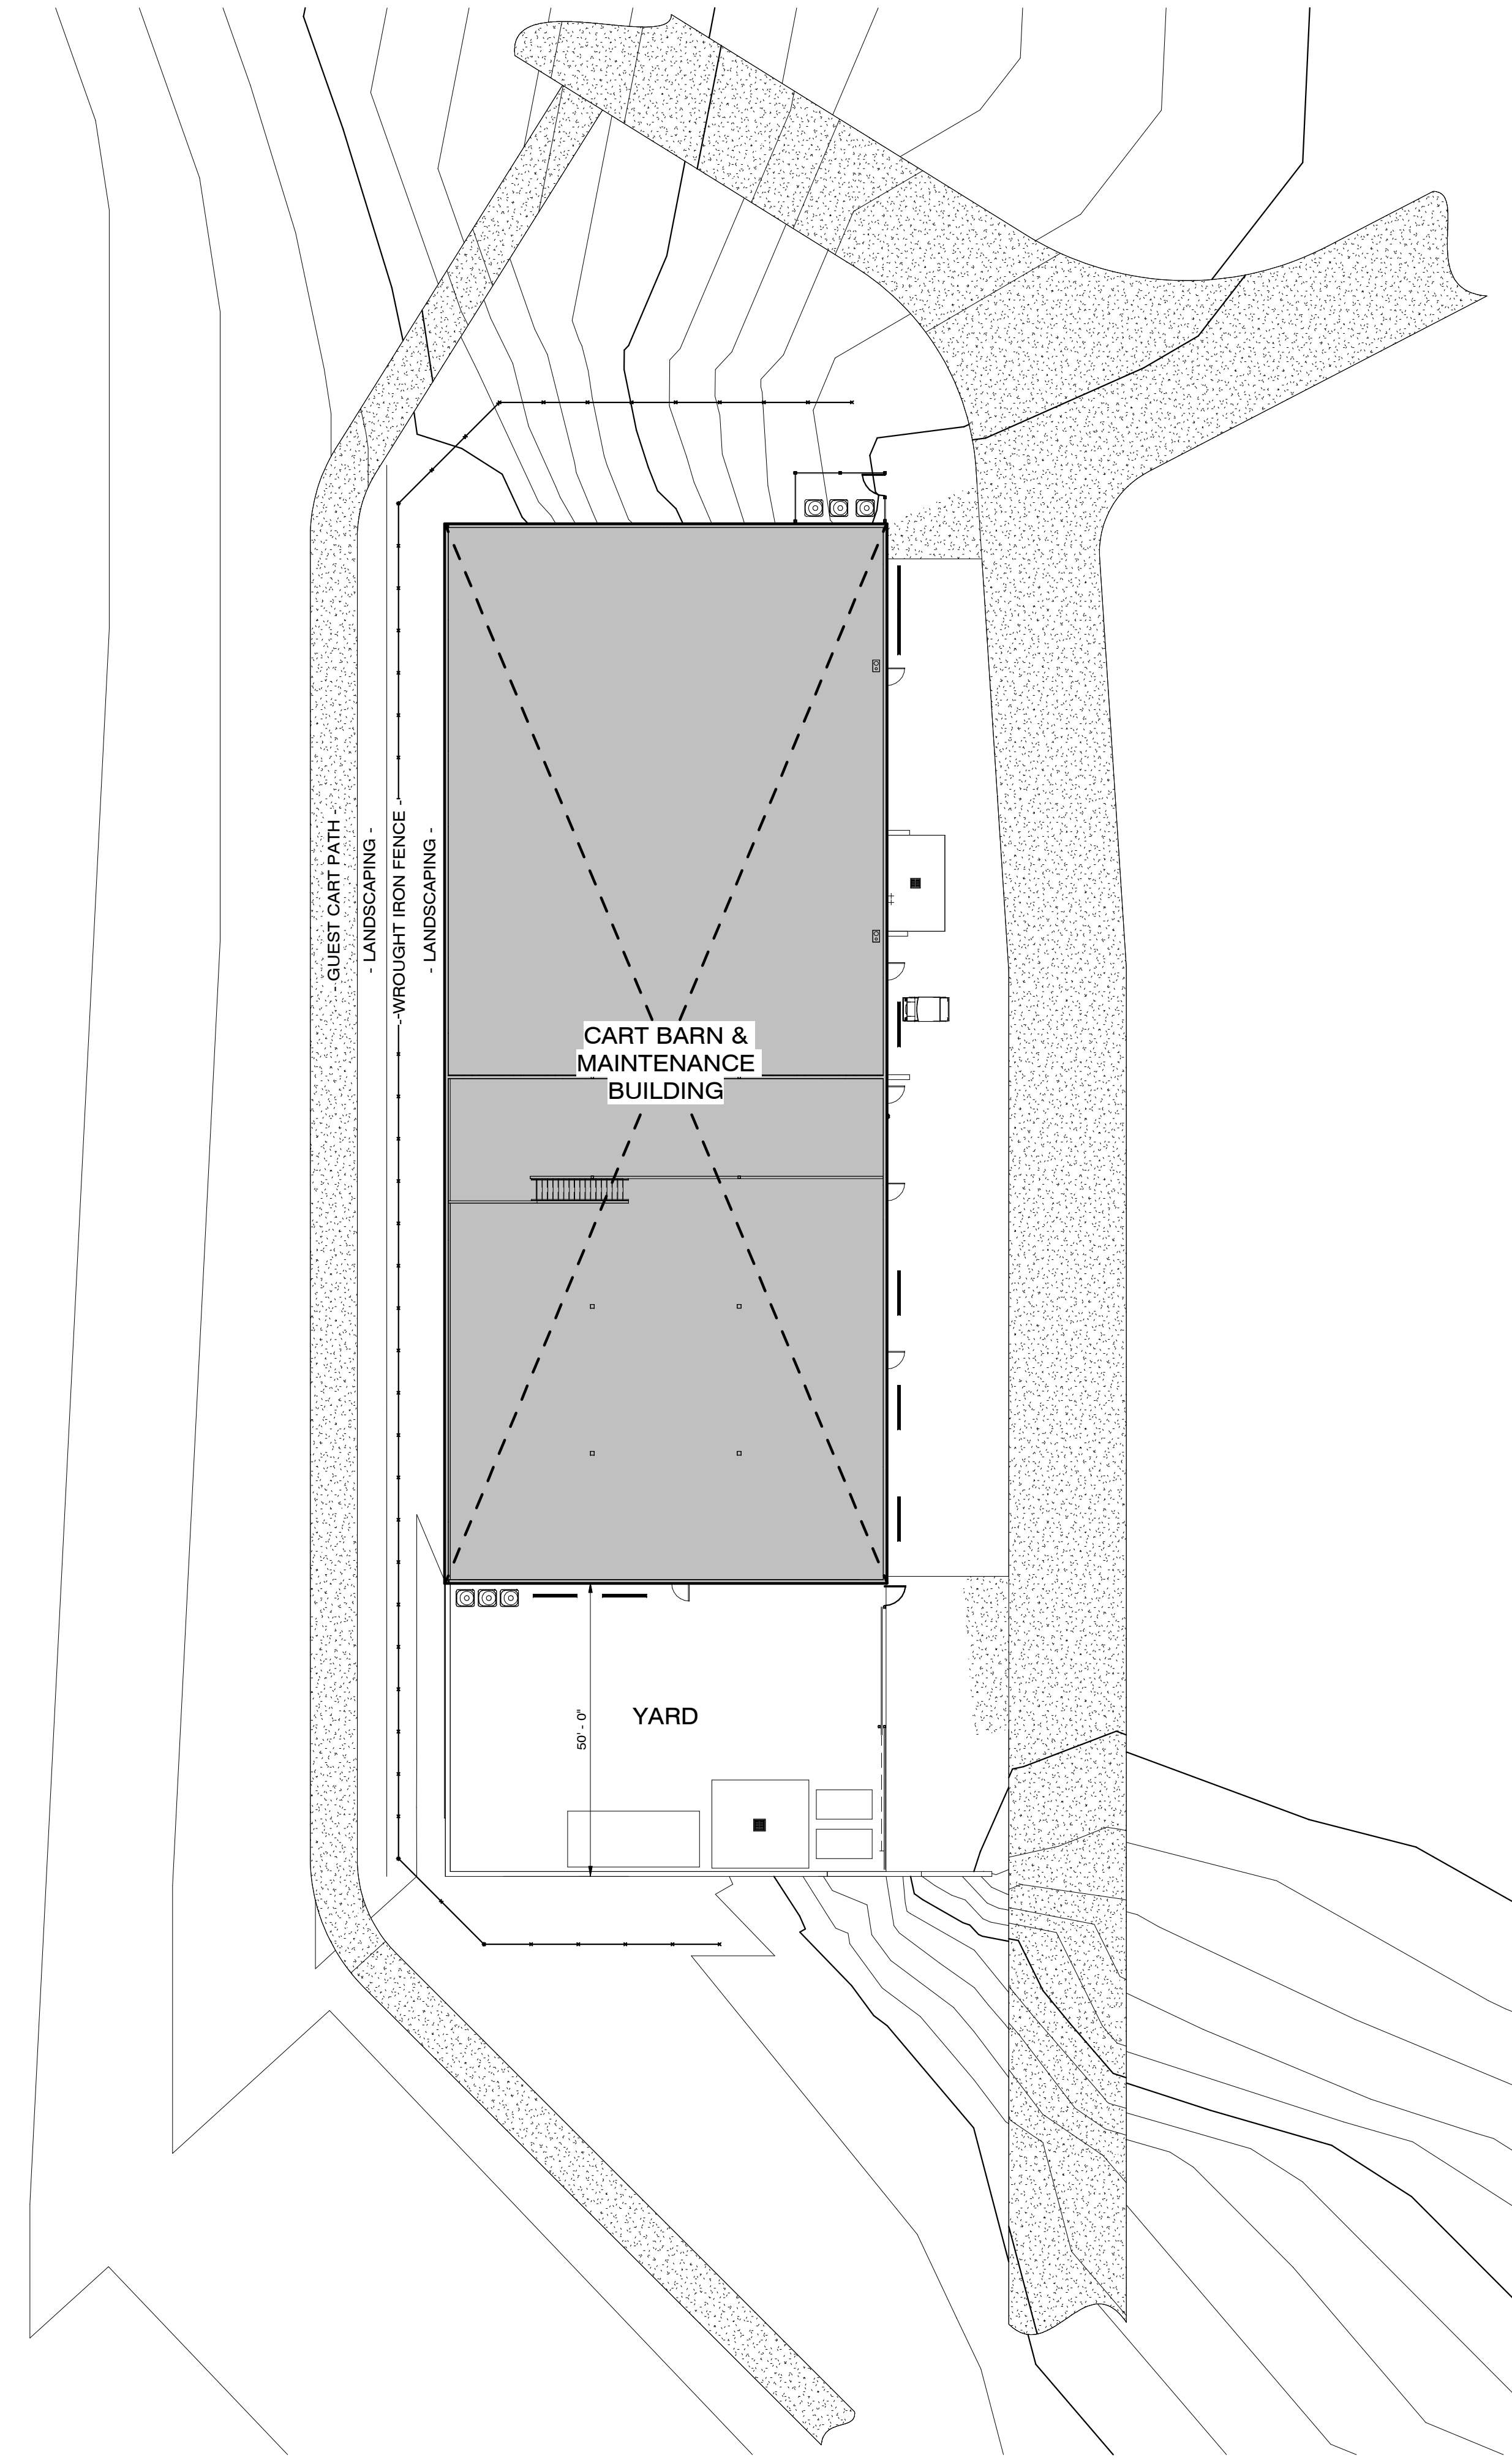 - GUEST CART PATH -
- LANDSCAPING -
- WROUGHT IRON FENCE -
- LANDSCAPING -
CART BARN &
MAINTENANCE
BUILDING
YARD
50' - 0"